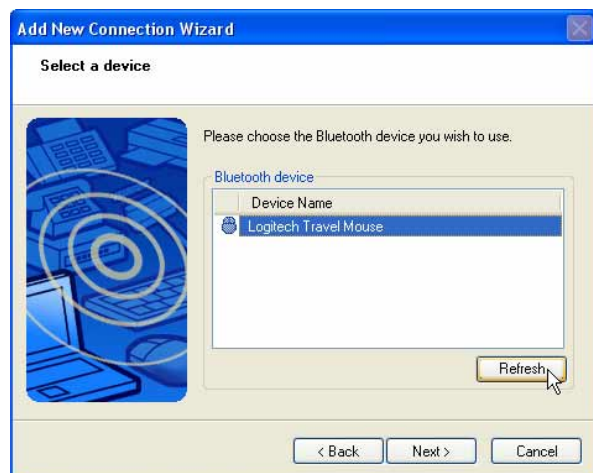 Add New Connection Wizard
Select a device
Please choose the Bluetooth device you wish to use.
Bluetooth device
Device Name
Logitech Travel Mouse
Refresh
< Back Next > Cancel